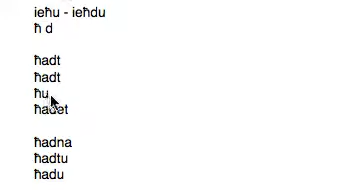 ieħu - ieħdu
ħ d
ħadt
ħadt
ħu
ħadet
ħadna
ħadtu
ħadu